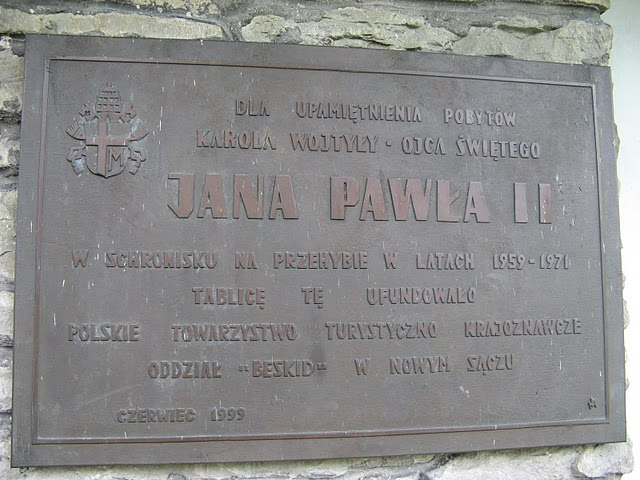 DLA UPAMIĘTNIENIA POBYTÓW
KAROLA WOJTYŁY · OJCA ŚWIĘTEGO
JANA PAWŁA II
W SCHRONISKU NA PRZEHYBIE W LATACH 1959-1971
TABLICĘ TĘ UFUNDOWAŁO
POLSKIE TOWARZYSTWO TURYSTYCZNO KRAJOZNAWCZE
ODDZIAŁ "BESKID" W NOWYM SĄCZU
CZERWIEC 1999
M